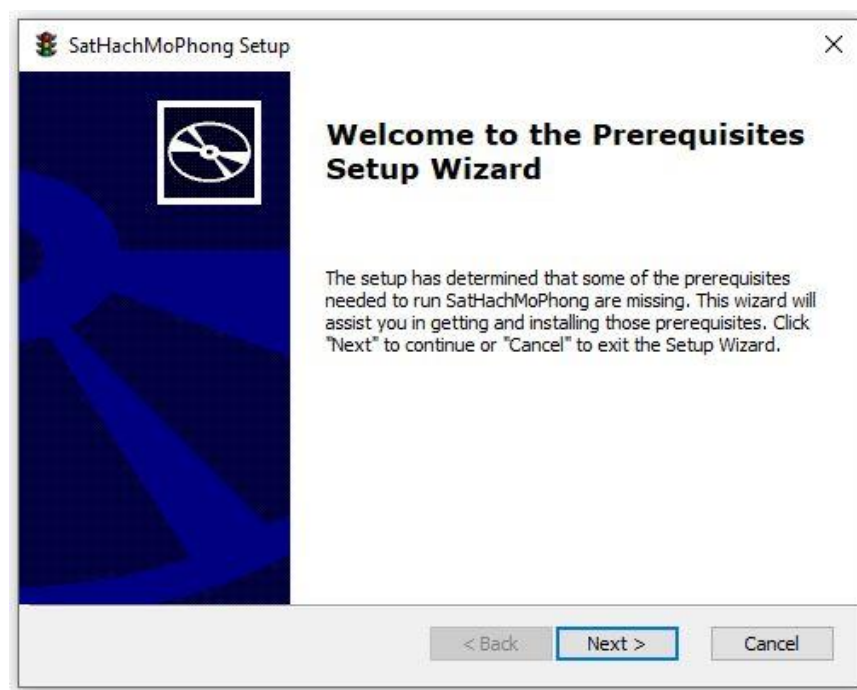 SatHachMoPhong Setup
Welcome to the Prerequisites
Setup Wizard
The setup has determined that some of the prerequisites
needed to run SatHachMoPhong are missing. This wizard will
assist you in getting and installing those prerequisites. Click
"Next" to continue or "Cancel" to exit the Setup Wizard.
< Back Next > Cancel